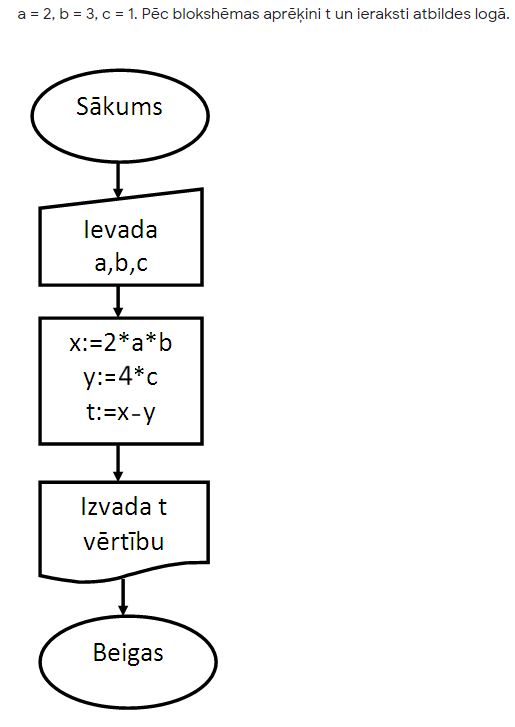 a = 2, b = 3, c = 1. Pēc blokshēmas aprēķini t un ieraksti atbildes logā.
Sākums
Ievada
a,b,c
x:=2*a*b
y:=4*c
t:=x-y
Izvada t
vērtību
Beigas